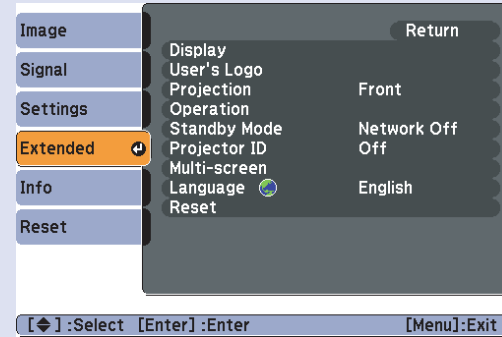 Image
Signal
Settings
Extended
Info
Reset
Return
Display
User's Logo
Projection Front
Operation
Standby Mode Network Off
Projector ID Off
Multi-screen
Language English
Reset
[◆] :Select [Enter] :Enter [Menu]:Exit